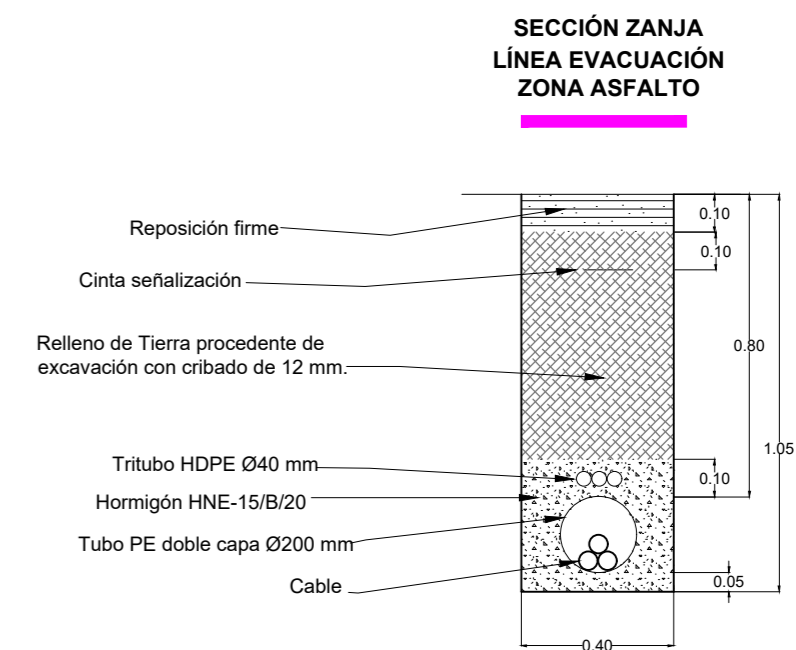 SECCIÓN ZANJA
LÍNEA EVACUACIÓN
ZONA ASFALTO
Reposición firme
0.10
0.10
Cinta señalización
Relleno de Tierra procedente de
excavación con cribado de 12 mm.
0.80
1.05
Tritubo HDPE Ø40 mm
0.10
Hormigón HNE-15/B/20
Tubo PE doble capa Ø200 mm
Cable
0.05
0.40